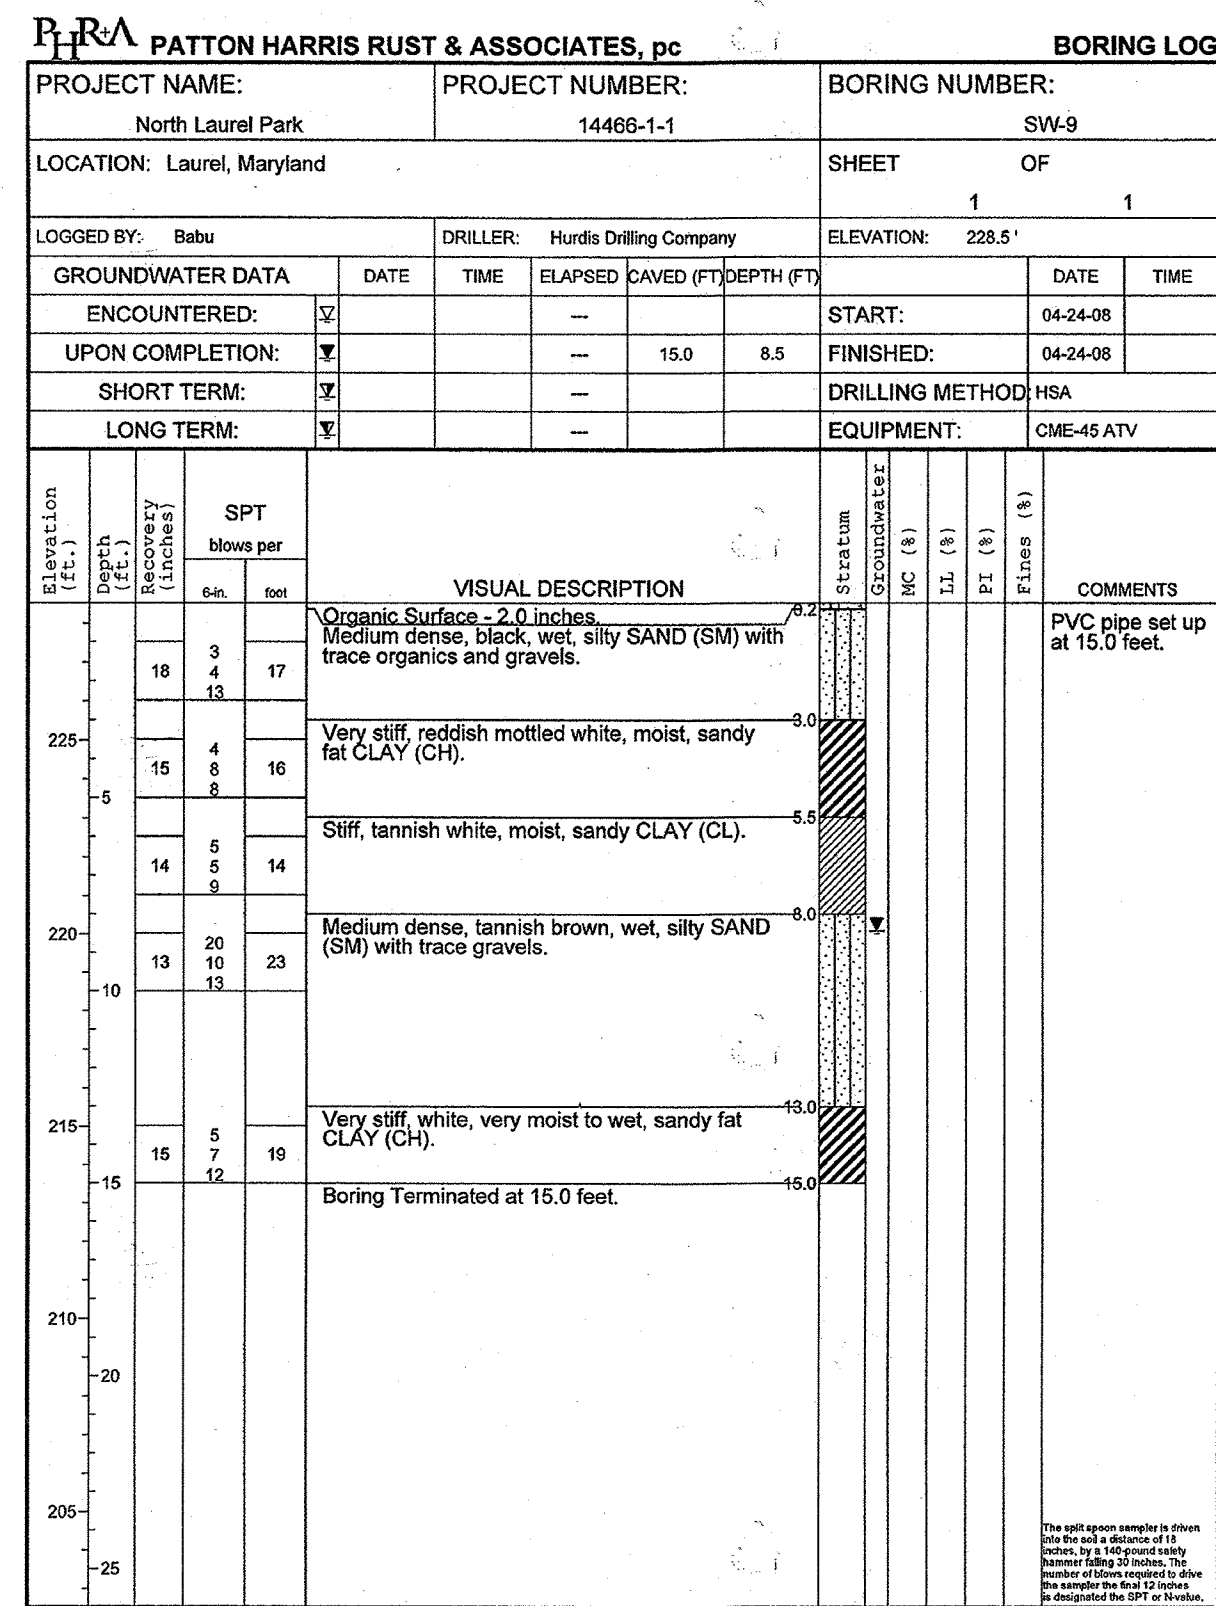 PHR+A PATTON HARRIS RUST & ASSOCIATES, pc BORING LOG
PROJECT NAME: PROJECT NUMBER: BORING NUMBER:
North Laurel Park 14466-1-1 SW-9
LOCATION: Laurel, Maryland SHEET OF
1 1
LOGGED BY: Babu DRILLER: Hurdis Drilling Company ELEVATION: 228.5'
GROUNDWATER DATA DATE TIME ELAPSED CAVED (FT) DEPTH (FT) DATE TIME
ENCOUNTERED: --- START: 04-24-08
UPON COMPLETION: --- 15.0 8.5 FINISHED: 04-24-08
SHORT TERM: --- DRILLING METHOD: HSA
LONG TERM: --- EQUIPMENT: CME-45 ATV
Elevation (ft.)
Depth (ft.)
Recovery (inches)
SPT
blows per
6-in. foot
VISUAL DESCRIPTION
Stratum
Groundwater
MC (%)
LL (%)
PI (%)
Fines (%)
COMMENTS
Organic Surface - 2.0 inches. 0.2
Medium dense, black, wet, silty SAND (SM) with
trace organics and gravels.
PVC pipe set up
at 15.0 feet.
3
18 4 17
13
3.0
Very stiff, reddish mottled white, moist, sandy
fat CLAY (CH).
225
4
15 8 16
8
5
5.5
Stiff, tannish white, moist, sandy CLAY (CL).
5
14 5 14
9
8.0
Medium dense, tannish brown, wet, silty SAND
(SM) with trace gravels.
220
20
13 10 23
13
10
13.0
Very stiff, white, very moist to wet, sandy fat
CLAY (CH).
215
5
15 7 19
12
15 15.0
Boring Terminated at 15.0 feet.
210
20
205
25
The split spoon sampler is driven
into the soil a distance of 18
inches, by a 140-pound safety
hammer falling 30 inches. The
number of blows required to drive
the sampler the final 12 inches
is designated the SPT or N-value.